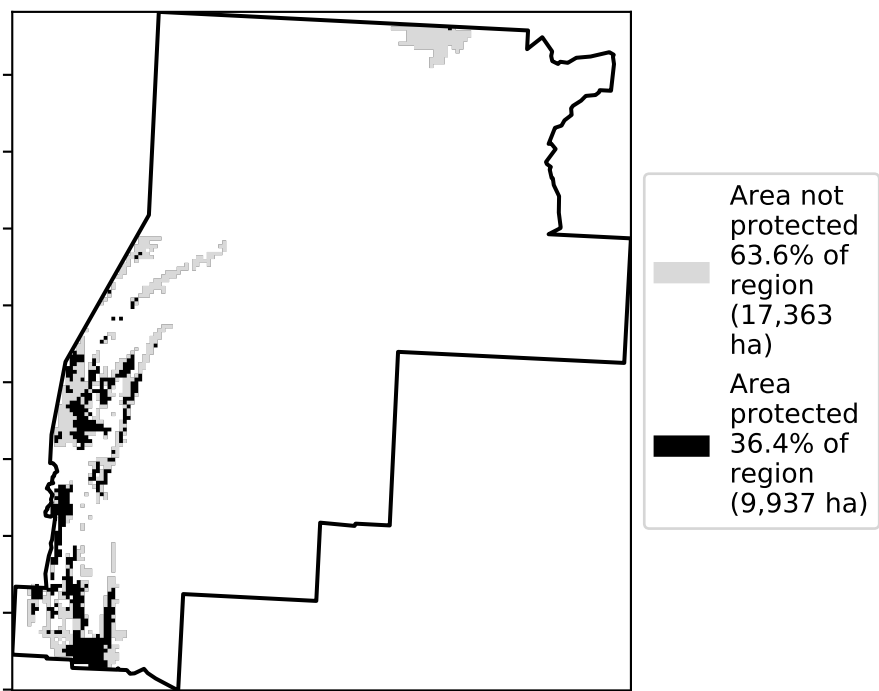 Area not
protected
63.6% of
region
(17,363
ha)
Area
protected
36.4% of
region
(9,937 ha)